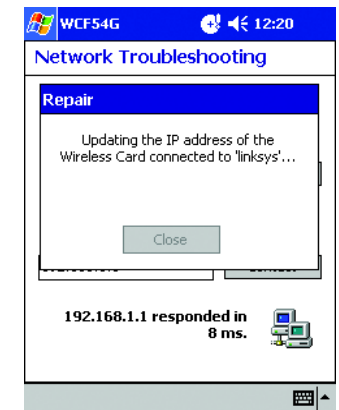 WCF54G 12:20
Network Troubleshooting
Repair
Updating the IP address of the
Wireless Card connected to 'linksys'...
Close
192.168.1.1 responded in
8 ms.